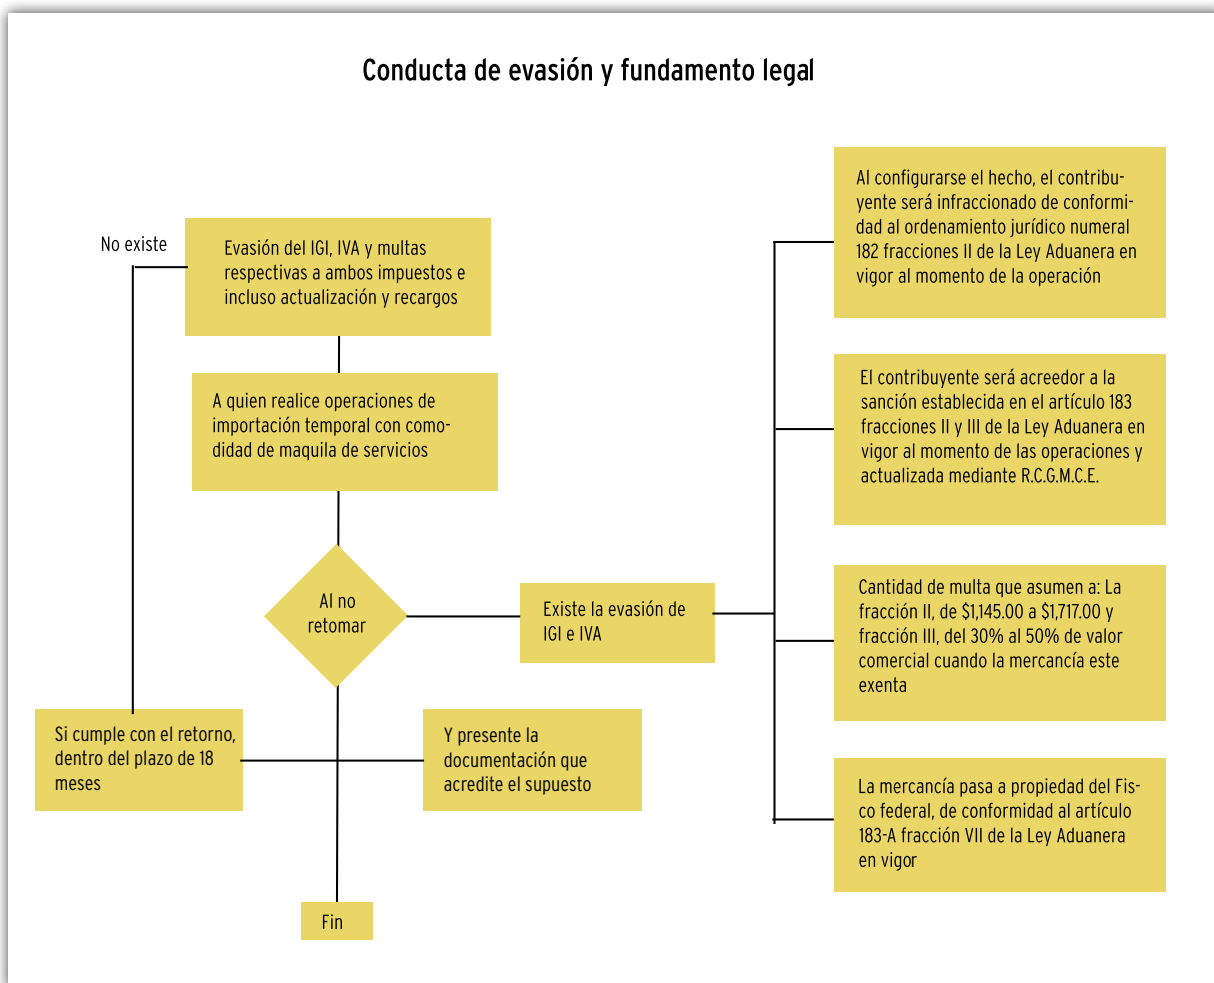 Conducta de evasión y fundamento legal
No existe
Evasión del IGI, IVA y multas
respectivas a ambos impuestos e
incluso actualización y recargos
A quien realice operaciones de
importación temporal con como-
didad de maquila de servicios
Al no
retomar
Existe la evasión de
IGI e IVA
Si cumple con el retorno,
dentro del plazo de 18
meses
Y presente la
documentación que
acredite el supuesto
Fin
Al configurarse el hecho, el contribu-
yente será infraccionado de conformi-
dad al ordenamiento jurídico numeral
182 fracciones II de la Ley Aduanera en
vigor al momento de la operación
El contribuyente será acreedor a la
sanción establecida en el artículo 183
fracciones II y III de la Ley Aduanera en
vigor al momento de las operaciones y
actualizada mediante R.C.G.M.C.E.
Cantidad de multa que asumen a: La
fracción II, de $1,145.00 a $1,717.00 y
fracción III, del 30% al 50% de valor
comercial cuando la mercancía este
exenta
La mercancía pasa a propiedad del Fis-
co federal, de conformidad al artículo
183-A fracción VII de la Ley Aduanera
en vigor